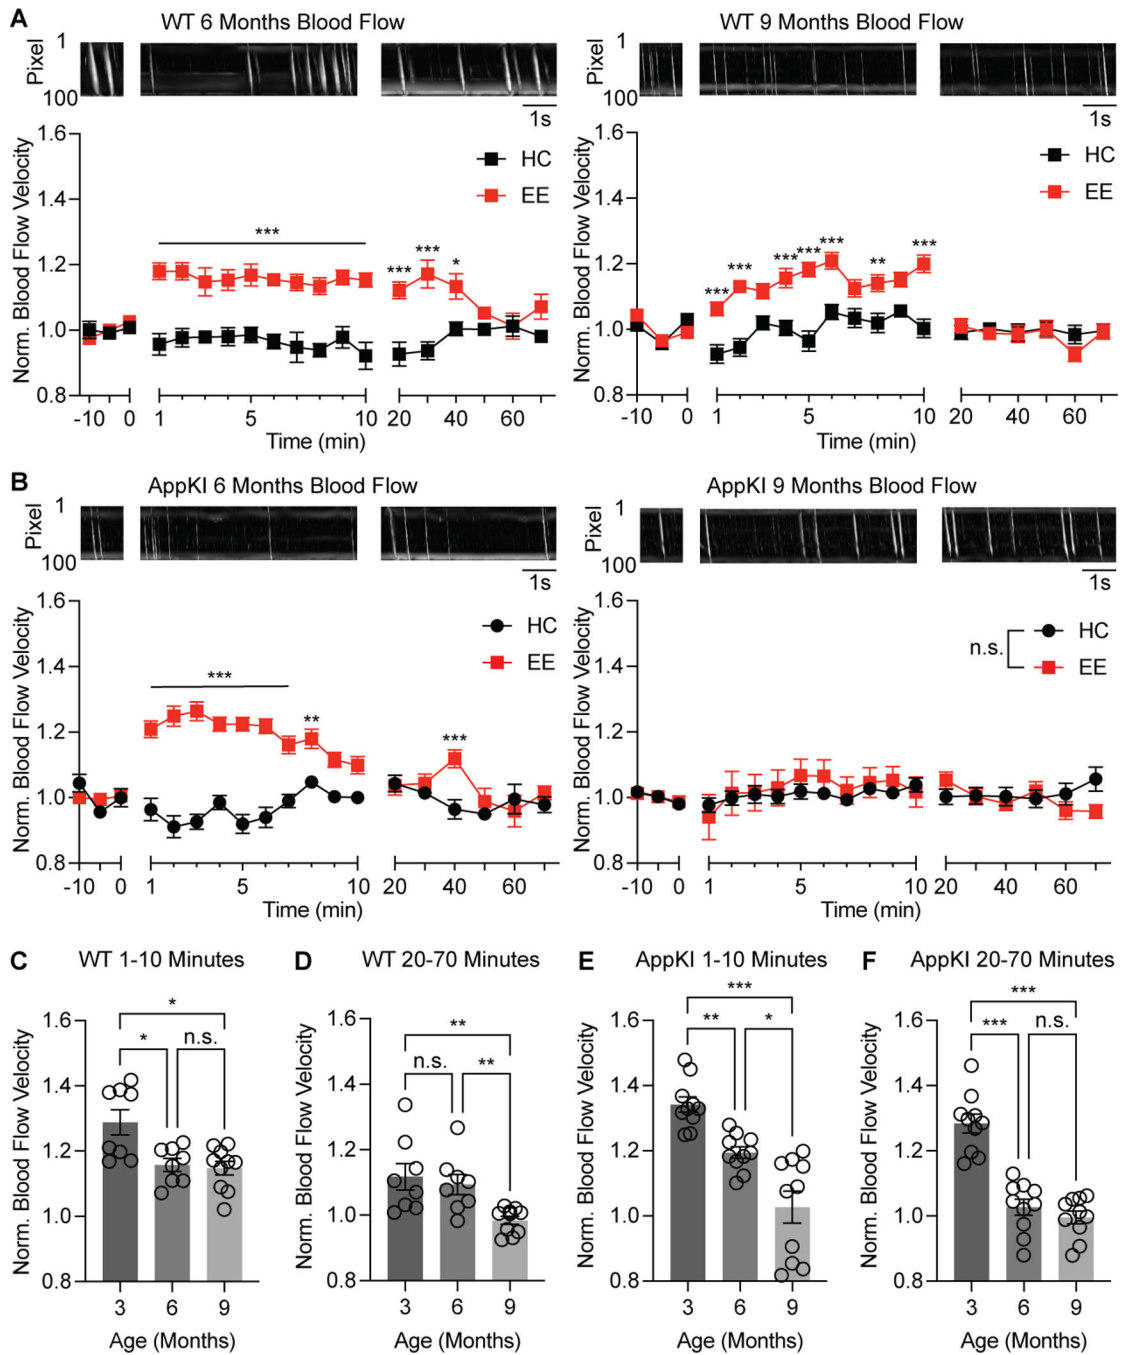 A
WT 6 Months Blood Flow
WT 9 Months Blood Flow
Pixel
1
100
1s
Pixel
1
100
1s
Norm. Blood Flow Velocity
1.6
1.4
1.2
1.0
0.8
HC
EE
***
***
***
*
-10 0 1 5 10 20 40 60
Time (min)
Norm. Blood Flow Velocity
1.6
1.4
1.2
1.0
0.8
HC
EE
***
***
***
***
***
**
***
-10 0 1 5 10 20 40 60
Time (min)
B
AppKI 6 Months Blood Flow
AppKI 9 Months Blood Flow
Pixel
1
100
1s
Pixel
1
100
1s
Norm. Blood Flow Velocity
1.6
1.4
1.2
1.0
0.8
HC
EE
***
**
***
-10 0 1 5 10 20 40 60
Time (min)
Norm. Blood Flow Velocity
1.6
1.4
1.2
1.0
0.8
n.s.
HC
EE
-10 0 1 5 10 20 40 60
Time (min)
C
WT 1-10 Minutes
Norm. Blood Flow Velocity
1.6
1.4
1.2
1.0
0.8
*
*
n.s.
3 6 9
Age (Months)
D
WT 20-70 Minutes
Norm. Blood Flow Velocity
1.6
1.4
1.2
1.0
0.8
**
n.s.
**
3 6 9
Age (Months)
E
AppKI 1-10 Minutes
Norm. Blood Flow Velocity
1.6
1.4
1.2
1.0
0.8
***
**
*
3 6 9
Age (Months)
F
AppKI 20-70 Minutes
Norm. Blood Flow Velocity
1.6
1.4
1.2
1.0
0.8
***
***
n.s.
3 6 9
Age (Months)